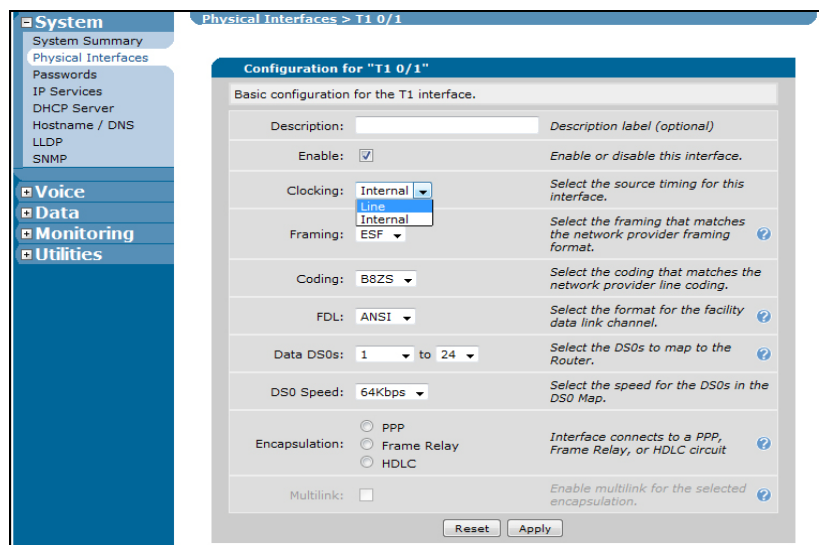 System
System Summary
Physical Interfaces
Passwords
IP Services
DHCP Server
Hostname / DNS
LLDP
SNMP
Voice
Data
Monitoring
Utilities
Physical Interfaces > T1 0/1
Configuration for "T1 0/1"
Basic configuration for the T1 interface.
Description:
Description label (optional)
Enable:
Enable or disable this interface.
Clocking:
Internal
Line
Internal
Select the source timing for this
interface.
Framing:
ESF
Select the framing that matches
the network provider framing
format.
Coding:
B8ZS
Select the coding that matches the
network provider line coding.
FDL:
ANSI
Select the format for the facility
data link channel.
Data DS0s:
1 to 24
Select the DS0s to map to the
Router.
DS0 Speed:
64Kbps
Select the speed for the DS0s in the
DS0 Map.
Encapsulation:
PPP
Frame Relay
HDLC
Interface connects to a PPP,
Frame Relay, or HDLC circuit
Multilink:
Enable multilink for the selected
encapsulation.
Reset
Apply